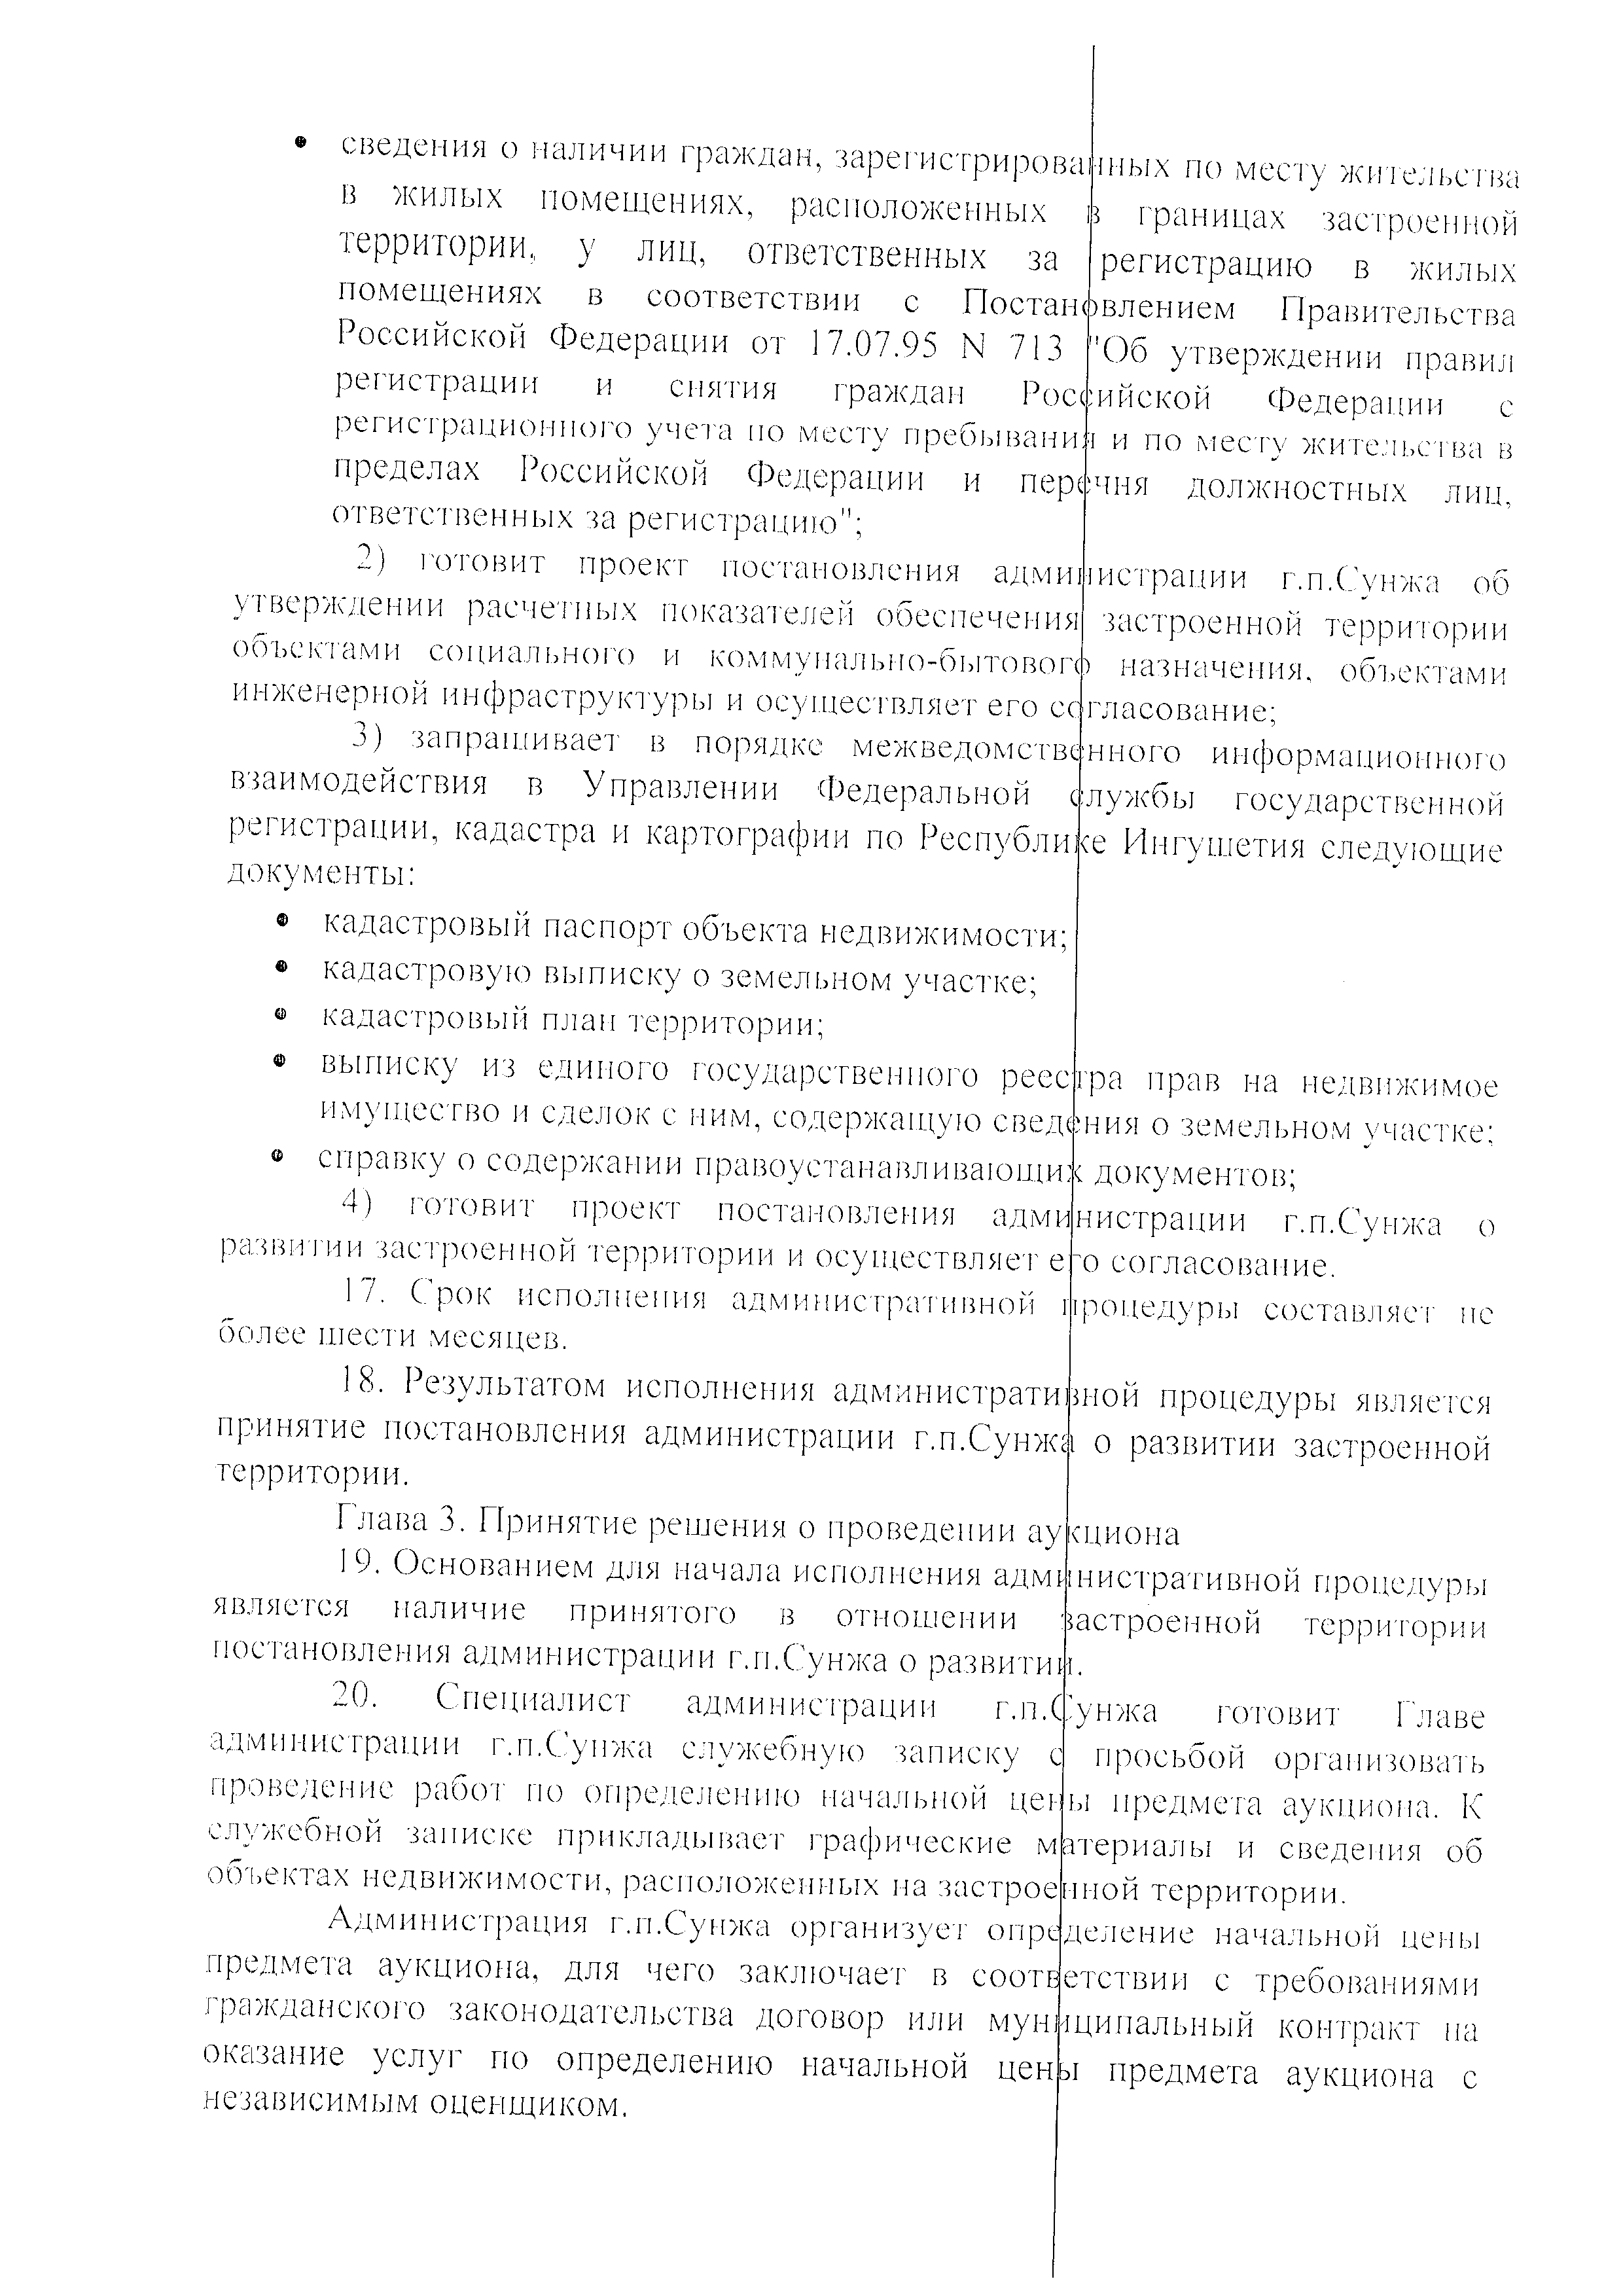 • сведения о наличии граждан, зарегистрированных по месту жительства
в жилых помещениях, расположенных в границах застроенной
территории, у лиц, ответственных за регистрацию в жилых
помещениях в соответствии с Постановлением Правительства
Российской Федерации от 17.07.95 N 713 "Об утверждении правил
регистрации и снятия граждан Российской Федерации с
регистрационного учета по месту пребывания и по месту жительства в
пределах Российской Федерации и перечня должностных лиц,
ответственных за регистрацию";
2) готовит проект постановления администрации г.п.Сунжа об
утверждении расчетных показателей обеспечения застроенной территории
объектами социального и коммунально-бытового назначения, объектами
инженерной инфраструктуры и осуществляет его согласование;
3) запрашивает в порядке межведомственного информационного
взаимодействия в Управлении Федеральной службы государственной
регистрации, кадастра и картографии по Республике Ингушетия следующие
документы:
• кадастровый паспорт объекта недвижимости;
• кадастровую выписку о земельном участке;
• кадастровый план территории;
• выписку из единого государственного реестра прав на недвижимое
имущество и сделок с ним, содержащую сведения о земельном участке;
• справку о содержании правоустанавливающих документов;
4) готовит проект постановления администрации г.п.Сунжа о
развитии застроенной территории и осуществляет его согласование.
17. Срок исполнения административной процедуры составляет не
более шести месяцев.
18. Результатом исполнения административной процедуры является
принятие постановления администрации г.п.Сунжа о развитии застроенной
территории.
Глава 3. Принятие решения о проведении аукциона
19. Основанием для начала исполнения административной процедуры
является наличие принятого в отношении застроенной территории
постановления администрации г.п.Сунжа о развитии.
20. Специалист администрации г.п.Сунжа готовит Главе
администрации г.п.Сунжа служебную записку с просьбой организовать
проведение работ по определению начальной цены предмета аукциона. К
служебной записке прикладывает графические материалы и сведения об
объектах недвижимости, расположенных на застроенной территории.
Администрация г.п.Сунжа организует определение начальной цены
предмета аукциона, для чего заключает в соответствии с требованиями
гражданского законодательства договор или муниципальный контракт на
оказание услуг по определению начальной цены предмета аукциона с
независимым оценщиком.